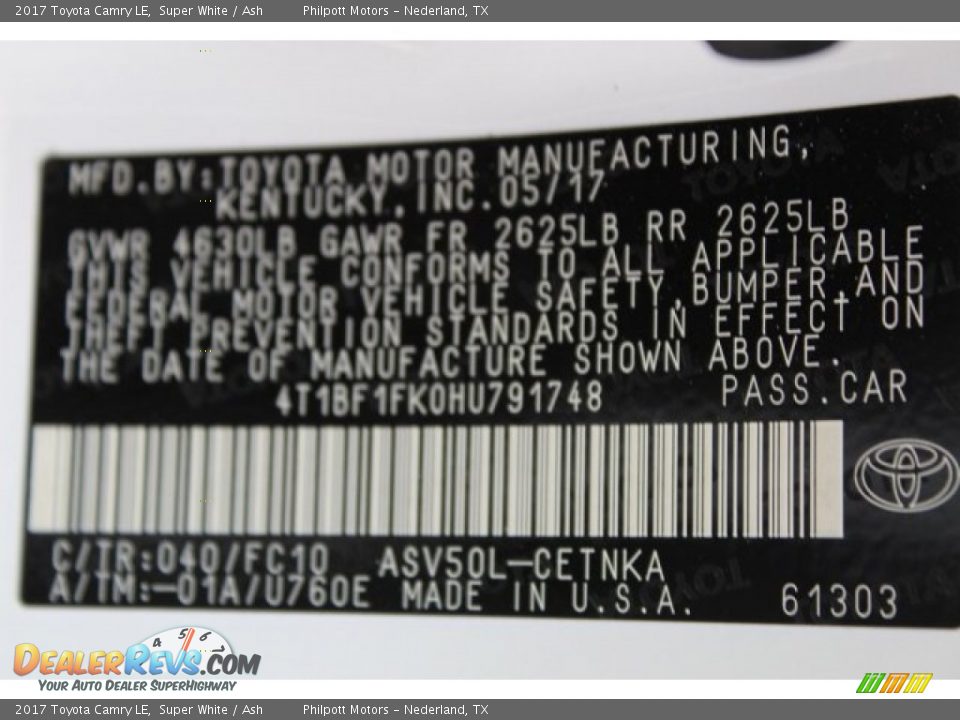 2017 Toyota Camry LE, Super White / Ash Philpott Motors - Nederland, TX
MFD.BY:TOYOTA MOTOR MANUFACTURING,
KENTUCKY, INC.05/17
GVWR 4630LB GAWR FR 2625LB RR 2625LB
THIS VEHICLE CONFORMS TO ALL APPLICABLE
FEDERAL MOTOR VEHICLE SAFETY,BUMPER,AND
THEFT PREVENTION STANDARDS IN EFFECT ON
THE DATE OF MANUFACTURE SHOWN ABOVE.
4T1BF1FK0HU791748 PASS.CAR
C/TR:040/FC10 ASV50L-CETNKA
A/TM:-01A/U760E MADE IN U.S.A. 61303
4 5 6 7
DealerRevs.com
Your Auto Dealer SuperHighway
2017 Toyota Camry LE, Super White / Ash Philpott Motors - Nederland, TX